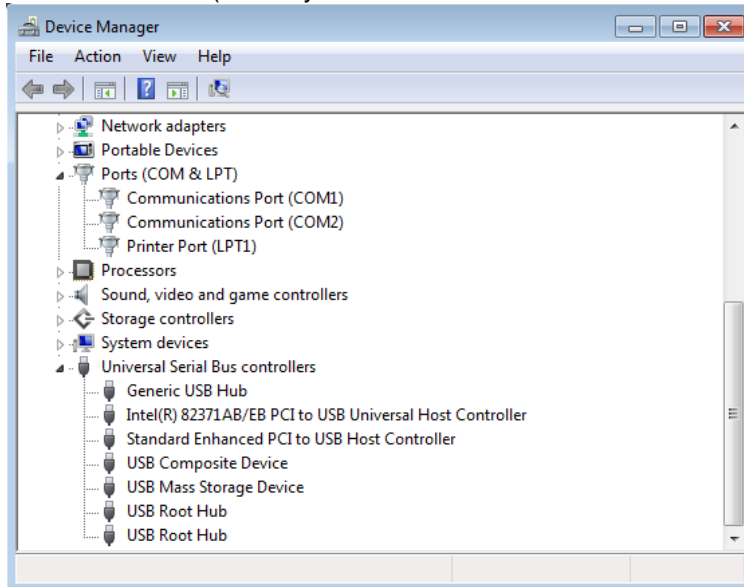 Device Manager
File Action View Help
Network adapters
Portable Devices
Ports (COM & LPT)
Communications Port (COM1)
Communications Port (COM2)
Printer Port (LPT1)
Processors
Sound, video and game controllers
Storage controllers
System devices
Universal Serial Bus controllers
Generic USB Hub
Intel(R) 82371AB/EB PCI to USB Universal Host Controller
Standard Enhanced PCI to USB Host Controller
USB Composite Device
USB Mass Storage Device
USB Root Hub
USB Root Hub